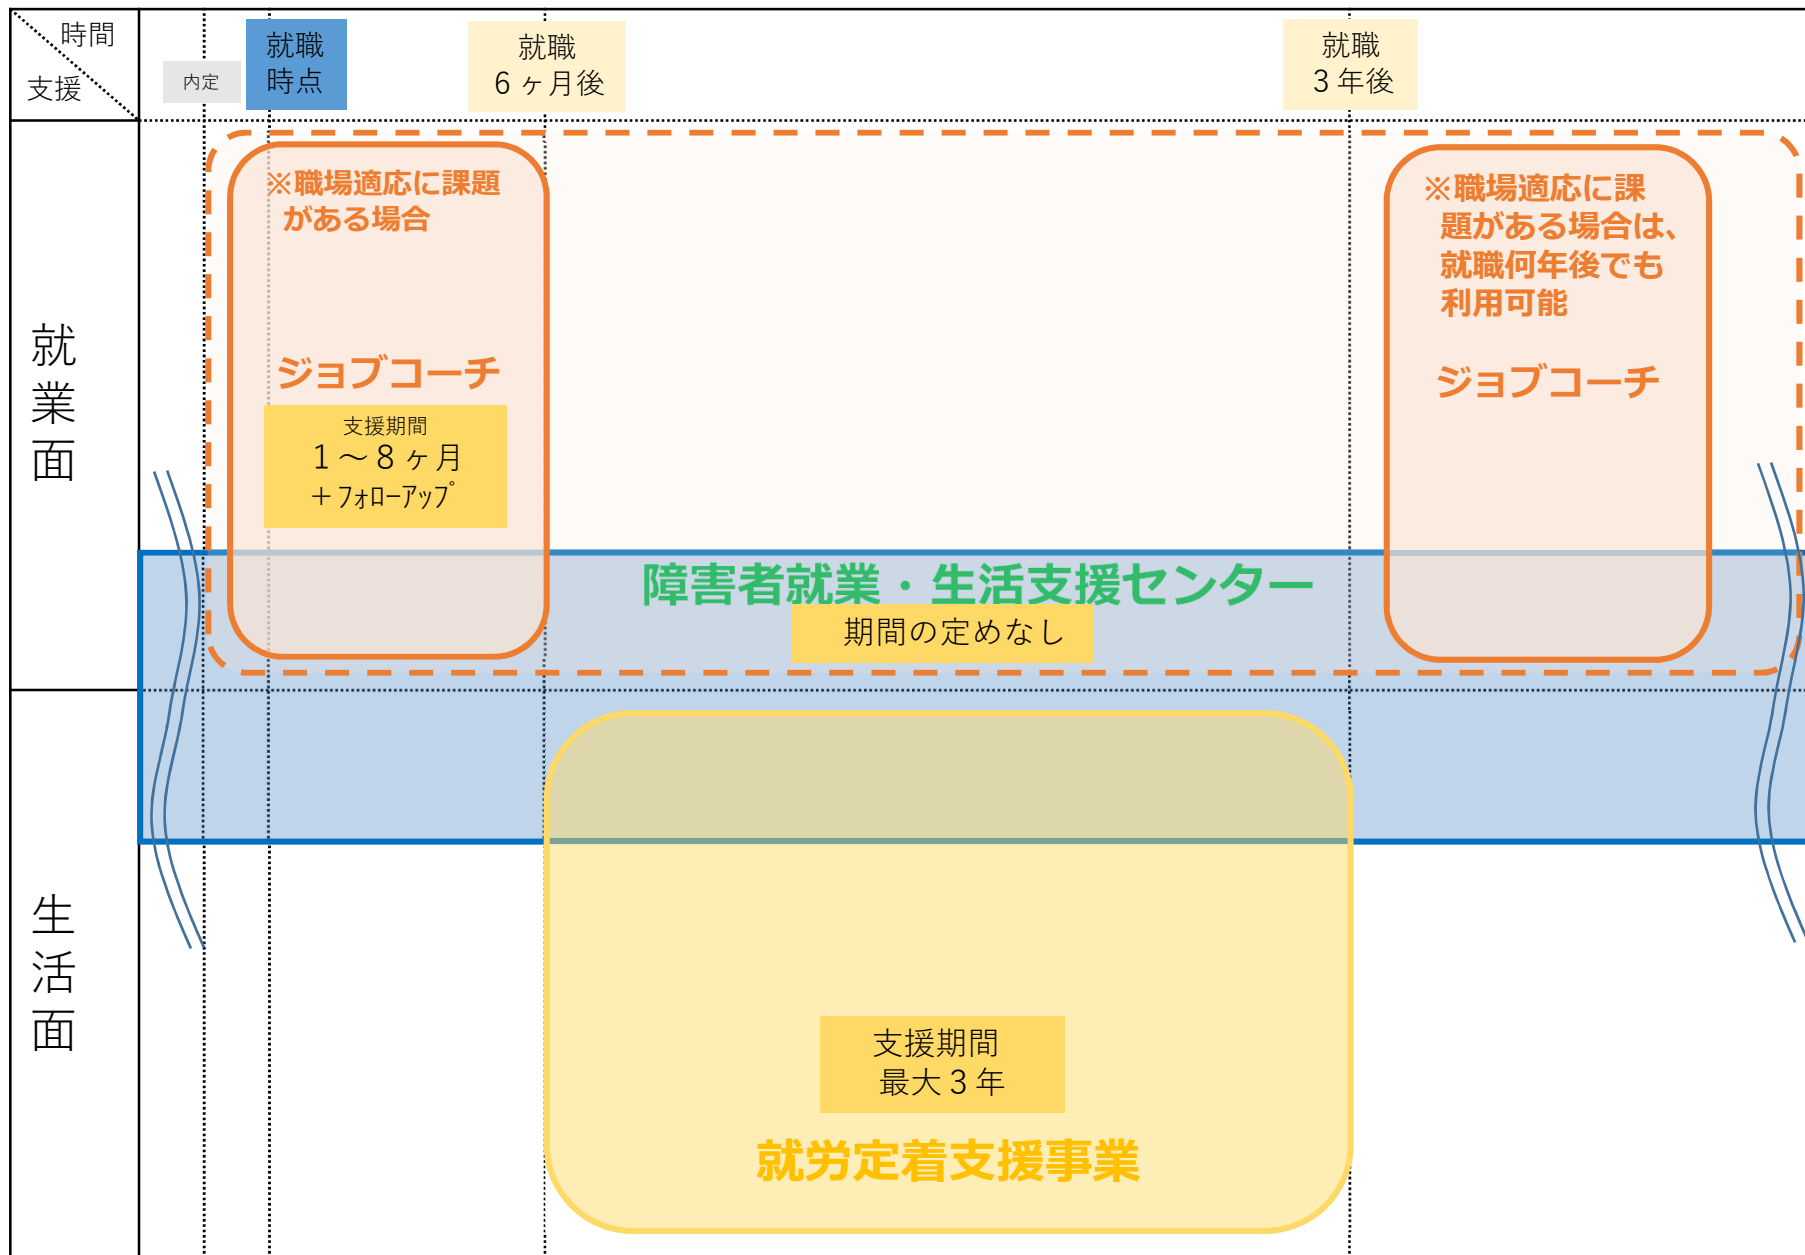 時間
支援
内定
就職
時点
就職
６ヶ月後
就職
３年後
就業面
※職場適応に課題
がある場合
ジョブコーチ
支援期間
１～８ヶ月
＋ﾌｫﾛｰｱｯﾌﾟ
※職場適応に課
題がある場合は、
就職何年後でも
利用可能
ジョブコーチ
障害者就業・生活支援センター
期間の定めなし
生活面
支援期間
最大３年
就労定着支援事業